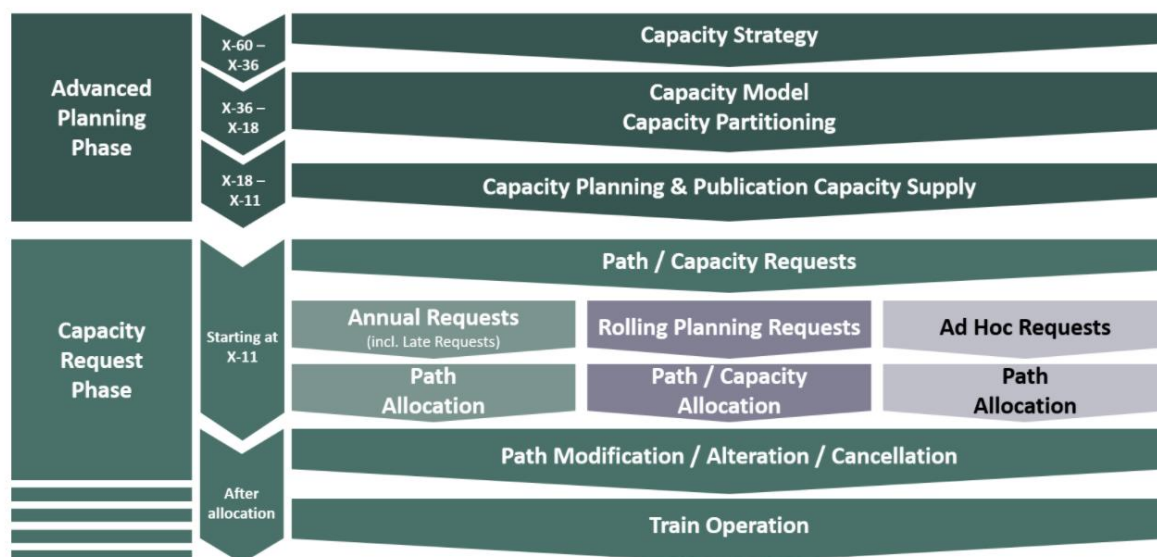 Advanced
Planning
Phase
X-60 –
X-36
Capacity Strategy
X-36 –
X-18
Capacity Model
Capacity Partitioning
X-18 –
X-11
Capacity Planning & Publication Capacity Supply
Capacity
Request
Phase
Starting at
X-11
Path / Capacity Requests
Annual Requests
(incl. Late Requests)
Rolling Planning Requests
Ad Hoc Requests
Path
Allocation
Path / Capacity
Allocation
Path
Allocation
After
allocation
Path Modification / Alteration / Cancellation
Train Operation